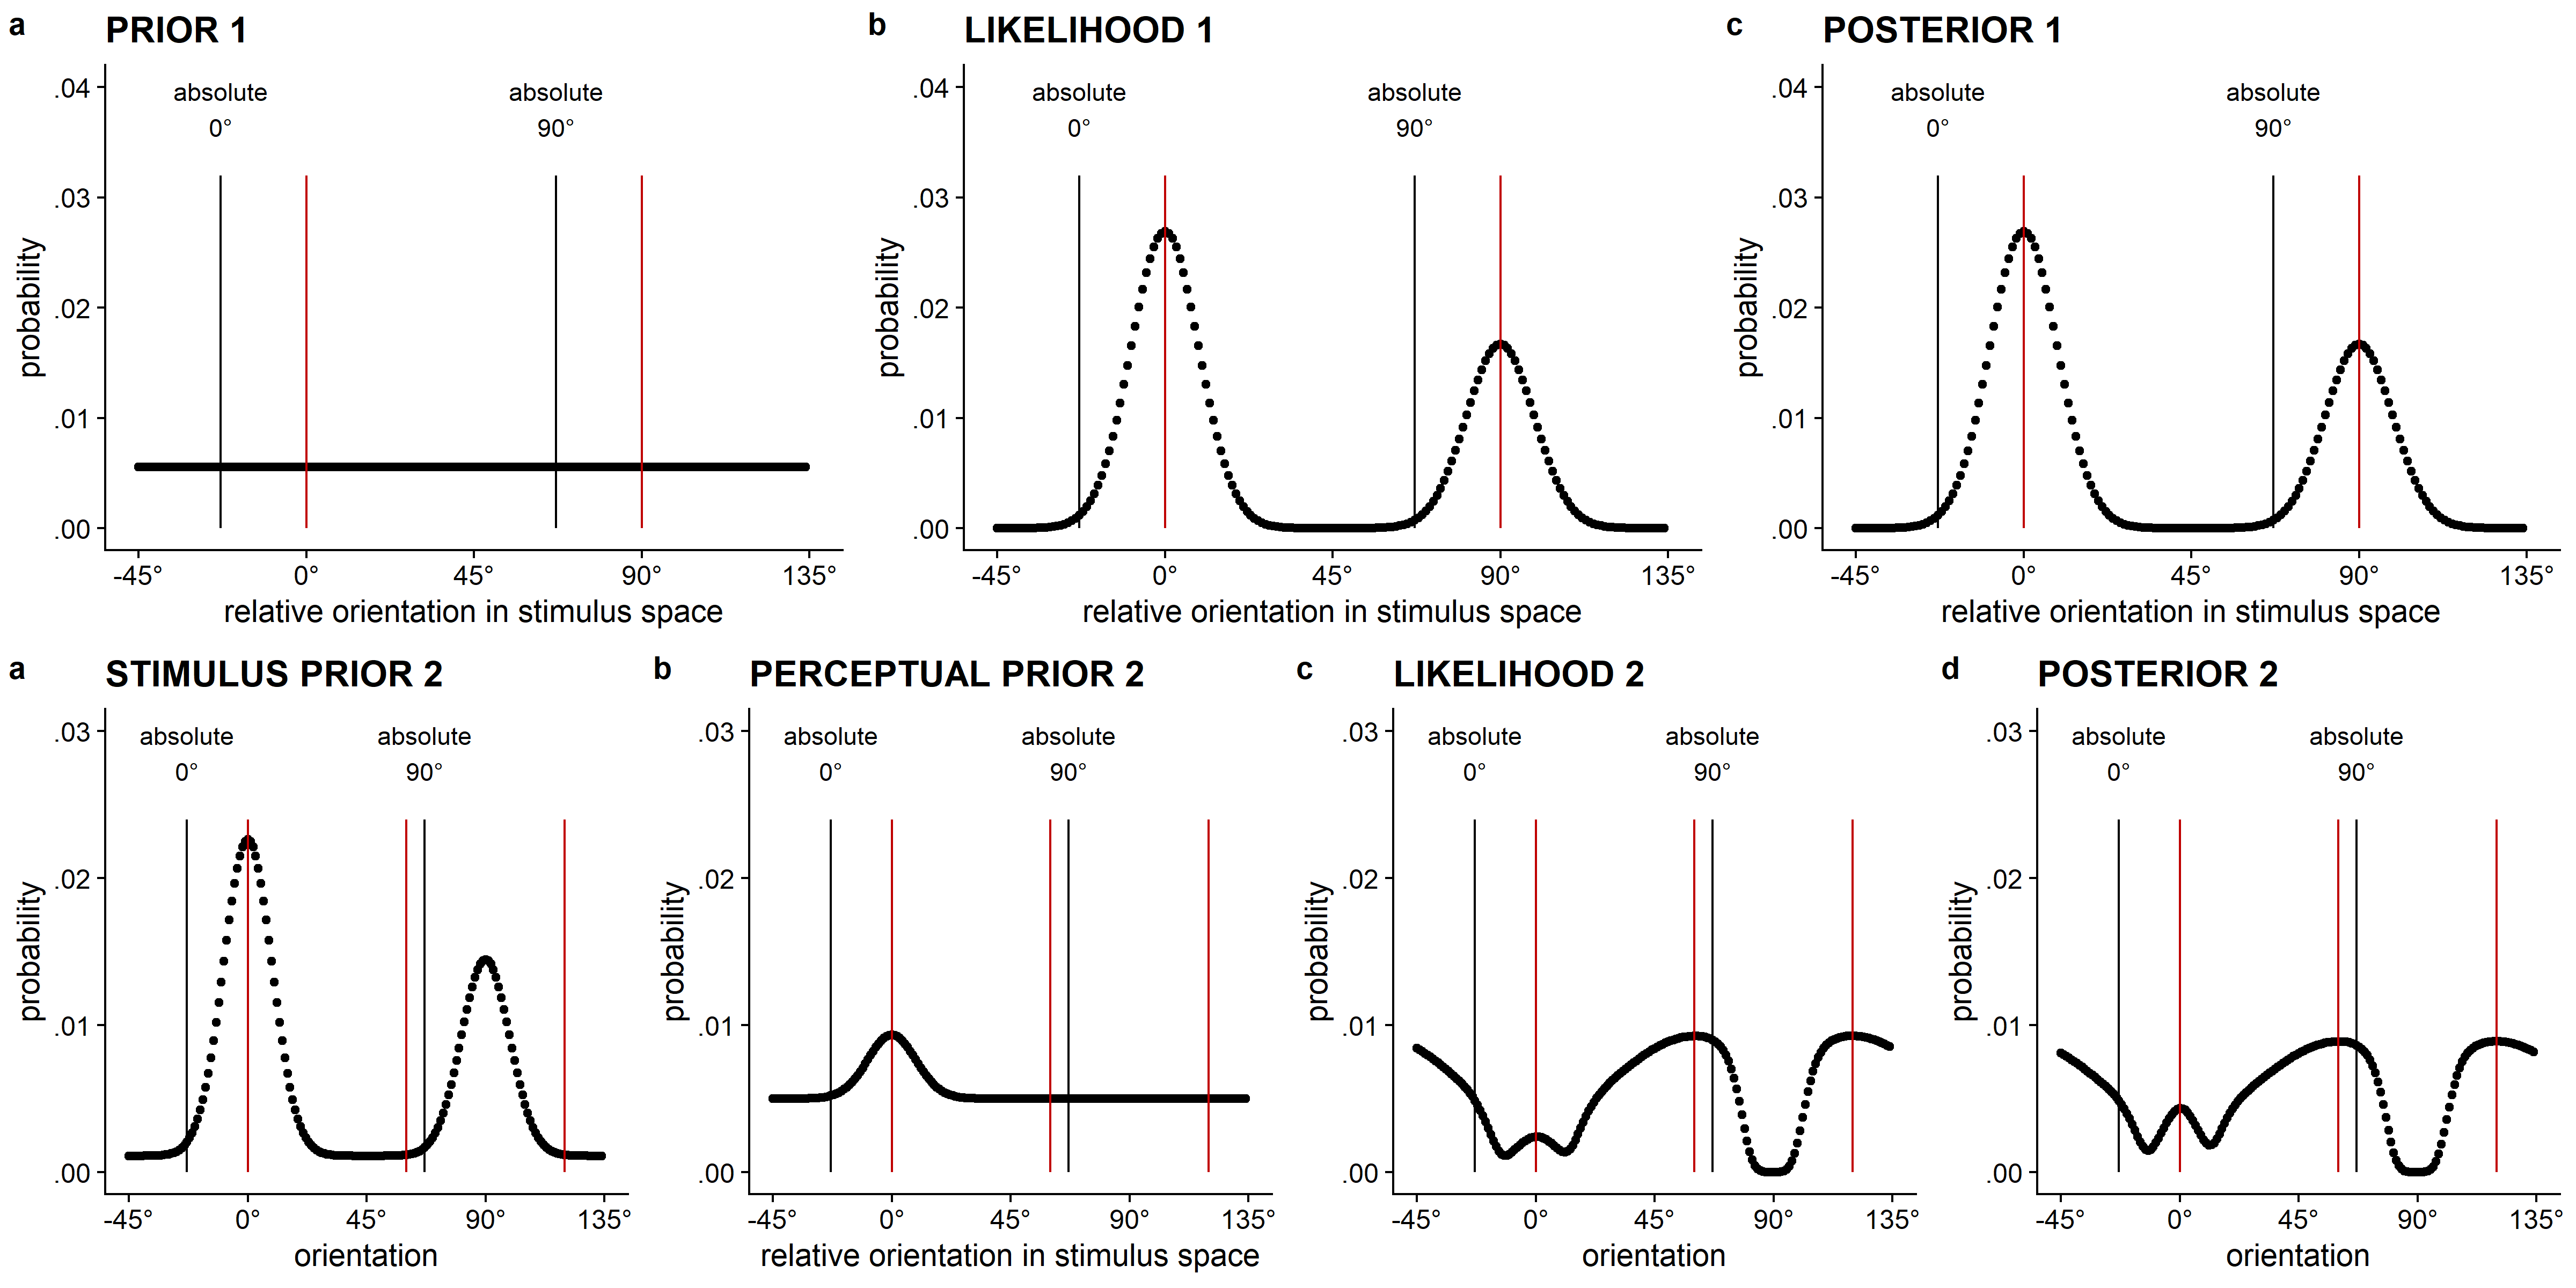 a PRIOR 1
absolute absolute
0° 90°
.04
.03
.02
.01
.00
probability
-45° 0° 45° 90° 135°
relative orientation in stimulus space
b LIKELIHOOD 1
absolute absolute
0° 90°
.04
.03
.02
.01
.00
probability
-45° 0° 45° 90° 135°
relative orientation in stimulus space
c POSTERIOR 1
absolute absolute
0° 90°
.04
.03
.02
.01
.00
probability
-45° 0° 45° 90° 135°
relative orientation in stimulus space
a STIMULUS PRIOR 2
absolute absolute
0° 90°
.03
.02
.01
.00
probability
-45° 0° 45° 90° 135°
orientation
b PERCEPTUAL PRIOR 2
absolute absolute
0° 90°
.03
.02
.01
.00
probability
-45° 0° 45° 90° 135°
relative orientation in stimulus space
c LIKELIHOOD 2
absolute absolute
0° 90°
.03
.02
.01
.00
probability
-45° 0° 45° 90° 135°
orientation
d POSTERIOR 2
absolute absolute
0° 90°
.03
.02
.01
.00
probability
-45° 0° 45° 90° 135°
orientation